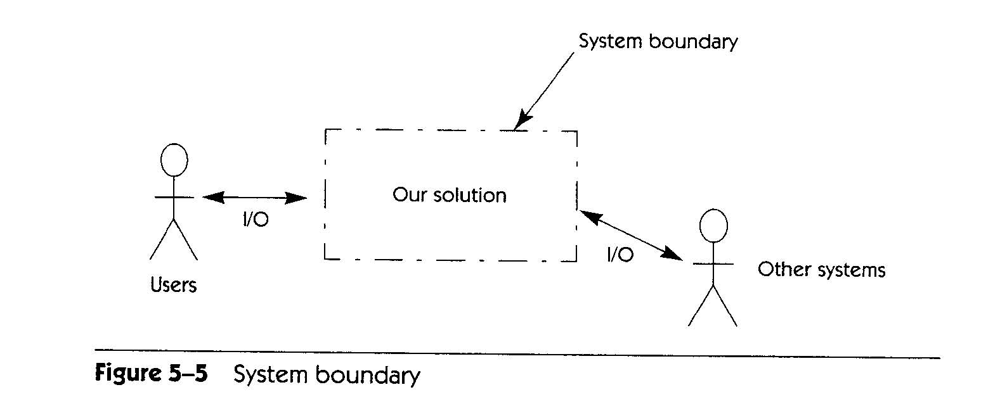 System boundary
Our solution
I/O
I/O
Users
Other systems
Figure 5–5 System boundary